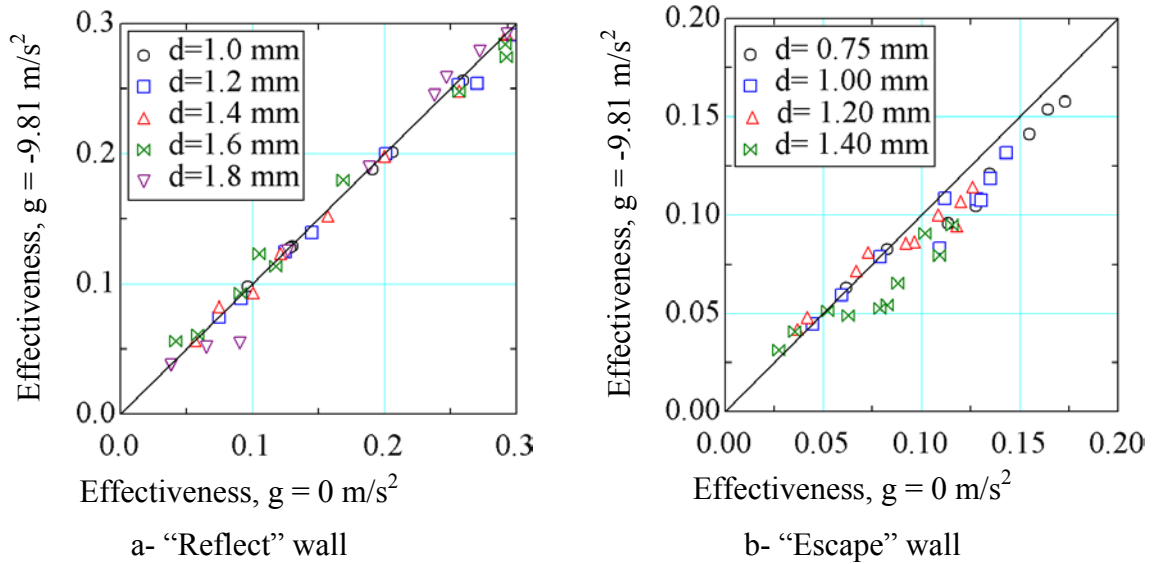 Effectiveness, g = -9.81 m/s²
0.3
0.2
0.1
0.0
d=1.0 mm
d=1.2 mm
d=1.4 mm
d=1.6 mm
d=1.8 mm
0.0 0.1 0.2 0.3
Effectiveness, g = 0 m/s²
a- “Reflect” wall
Effectiveness, g = -9.81 m/s²
0.20
0.15
0.10
0.05
0.00
d= 0.75 mm
d= 1.00 mm
d= 1.20 mm
d= 1.40 mm
0.00 0.05 0.10 0.15 0.20
Effectiveness, g = 0 m/s²
b- “Escape” wall